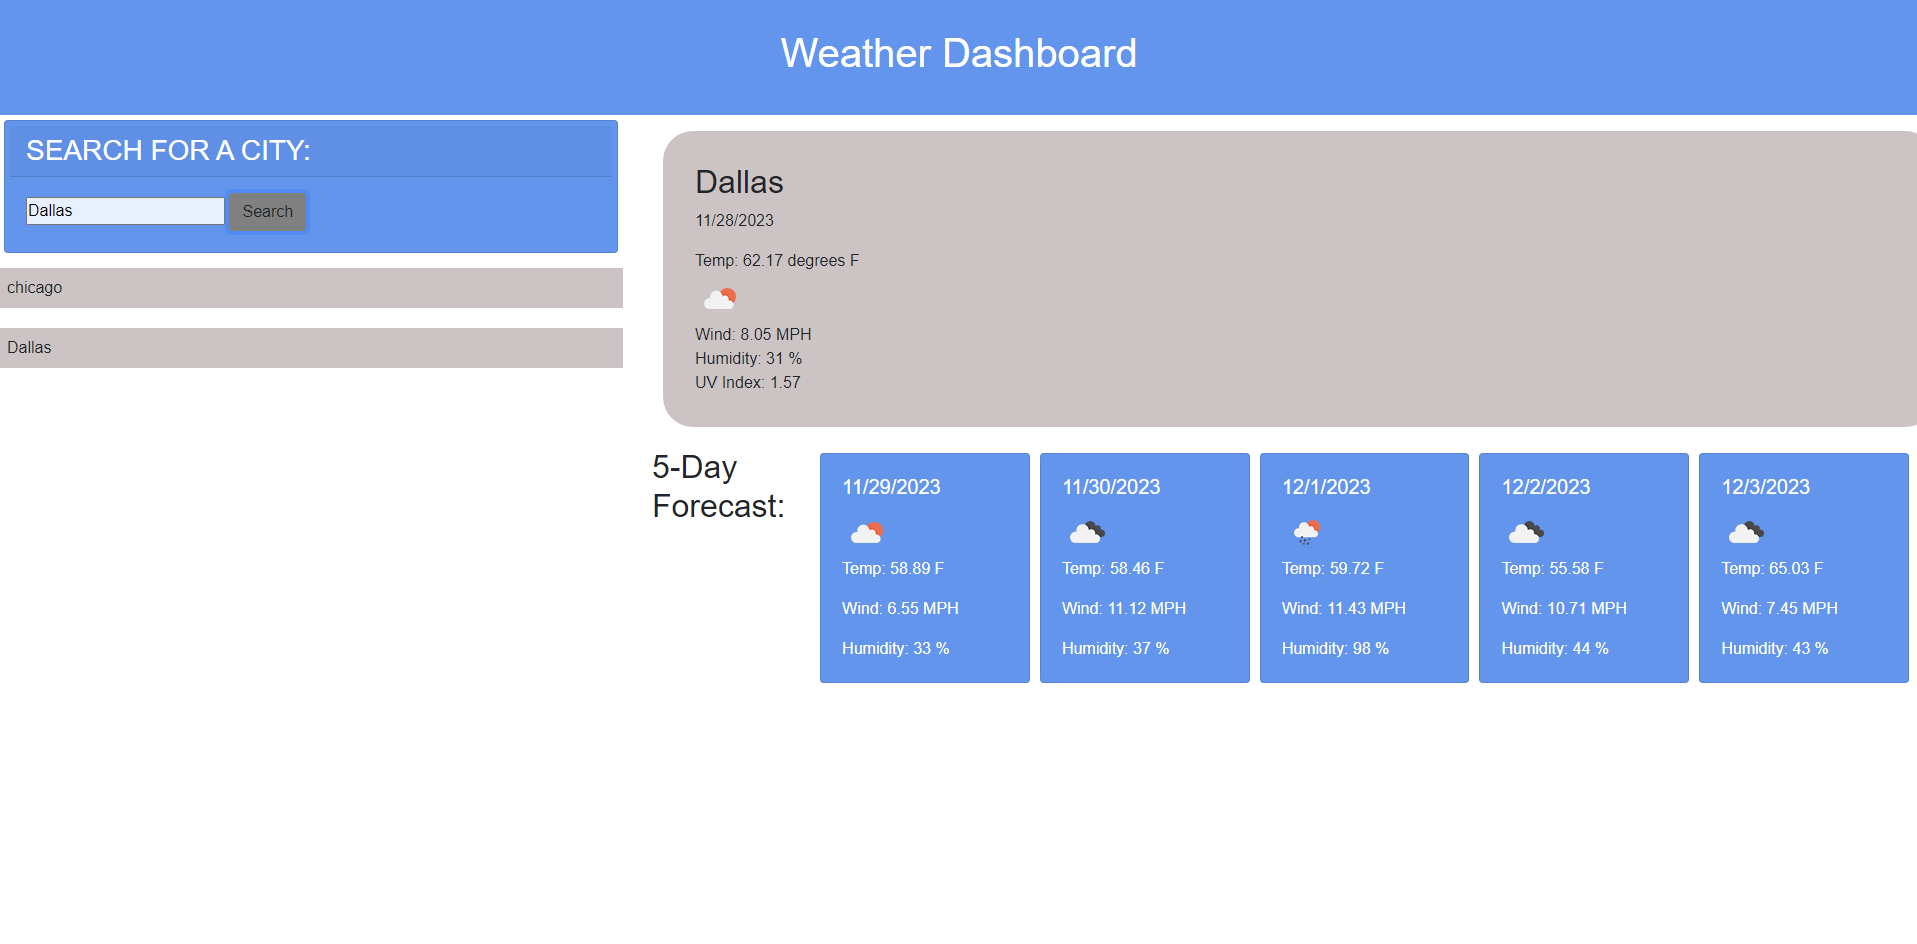 Weather Dashboard
SEARCH FOR A CITY:
Dallas
Search
chicago
Dallas
Dallas
11/28/2023
Temp: 62.17 degrees F
Wind: 8.05 MPH
Humidity: 31 %
UV Index: 1.57
5-Day
Forecast:
11/29/2023
Temp: 58.89 F
Wind: 6.55 MPH
Humidity: 33 %
11/30/2023
Temp: 58.46 F
Wind: 11.12 MPH
Humidity: 37 %
12/1/2023
Temp: 59.72 F
Wind: 11.43 MPH
Humidity: 98 %
12/2/2023
Temp: 55.58 F
Wind: 10.71 MPH
Humidity: 44 %
12/3/2023
Temp: 65.03 F
Wind: 7.45 MPH
Humidity: 43 %